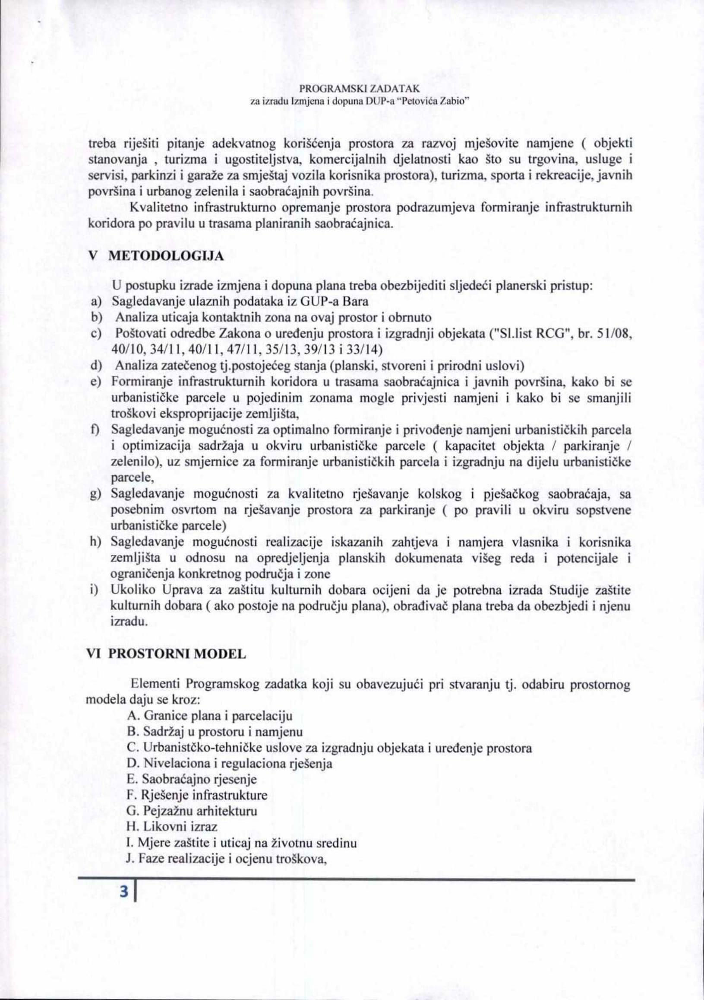 PROGRAMSKI ZADATAK
za izradu Izmjena i dopuna DUP-a “Petovića Zabio”
treba riješiti pitanje adekvatnog korišćenja prostora za razvoj mješovite namjene ( objekti
stanovanja , turizma i ugostiteljstva, komercijalnih djelatnosti kao što su trgovina, usluge i
servisi, parkinzi i garaže za smještaj vozila korisnika prostora), turizma, sporta i rekreacije, javnih
površina i urbanog zelenila i saobraćajnih površina.
Kvalitetno infrastrukturno opremanje prostora podrazumjeva formiranje infrastrukturnih
koridora po pravilu u trasama planiranih saobraćajnica.
V METODOLOGIJA
U postupku izrade izmjena i dopuna plana treba obezbijediti sljedeći planerski pristup:
a) Sagledavanje ulaznih podataka iz GUP-a Bara
b) Analiza uticaja kontaktnih zona na ovaj prostor i obrnuto
c) Poštovati odredbe Zakona o uređenju prostora i izgradnji objekata ("Sl.list RCG", br. 51/08,
40/10, 34/11, 40/11, 47/11, 35/13, 39/13 i 33/14)
d) Analiza zatečenog tj.postojećeg stanja (planski, stvoreni i prirodni uslovi)
e) Formiranje infrastrukturnih koridora u trasama saobraćajnica i javnih površina, kako bi se
urbanističke parcele u pojedinim zonama mogle privjesti namjeni i kako bi se smanjili
troškovi eksproprijacije zemljišta,
f) Sagledavanje mogućnosti za optimalno formiranje i privođenje namjeni urbanističkih parcela
i optimizacija sadržaja u okviru urbanističke parcele ( kapacitet objekta / parkiranje /
zelenilo), uz smjernice za formiranje urbanističkih parcela i izgradnju na dijelu urbanističke
parcele,
g) Sagledavanje mogućnosti za kvalitetno rješavanje kolskog i pješačkog saobraćaja, sa
posebnim osvrtom na rješavanje prostora za parkiranje ( po pravili u okviru sopstvene
urbanističke parcele)
h) Sagledavanje mogućnosti realizacije iskazanih zahtjeva i namjera vlasnika i korisnika
zemljišta u odnosu na opredjeljenja planskih dokumenata višeg reda i potencijale i
ograničenja konkretnog područja i zone
i) Ukoliko Uprava za zaštitu kulturnih dobara ocijeni da je potrebna izrada Studije zaštite
kulturnih dobara ( ako postoje na području plana), obrađivač plana treba da obezbjedi i njenu
izradu.
VI PROSTORNI MODEL
Elementi Programskog zadatka koji su obavezujući pri stvaranju tj. odabiru prostornog
modela daju se kroz:
A. Granice plana i parcelaciju
B. Sadržaj u prostoru i namjenu
C. Urbanistčko-tehničke uslove za izgradnju objekata i uređenje prostora
D. Nivelaciona i regulaciona rješenja
E. Saobraćajno rjesenje
F. Rješenje infrastrukture
G. Pejzažnu arhitekturu
H. Likovni izraz
I. Mjere zaštite i uticaj na životnu sredinu
J. Faze realizacije i ocjenu troškova,
3